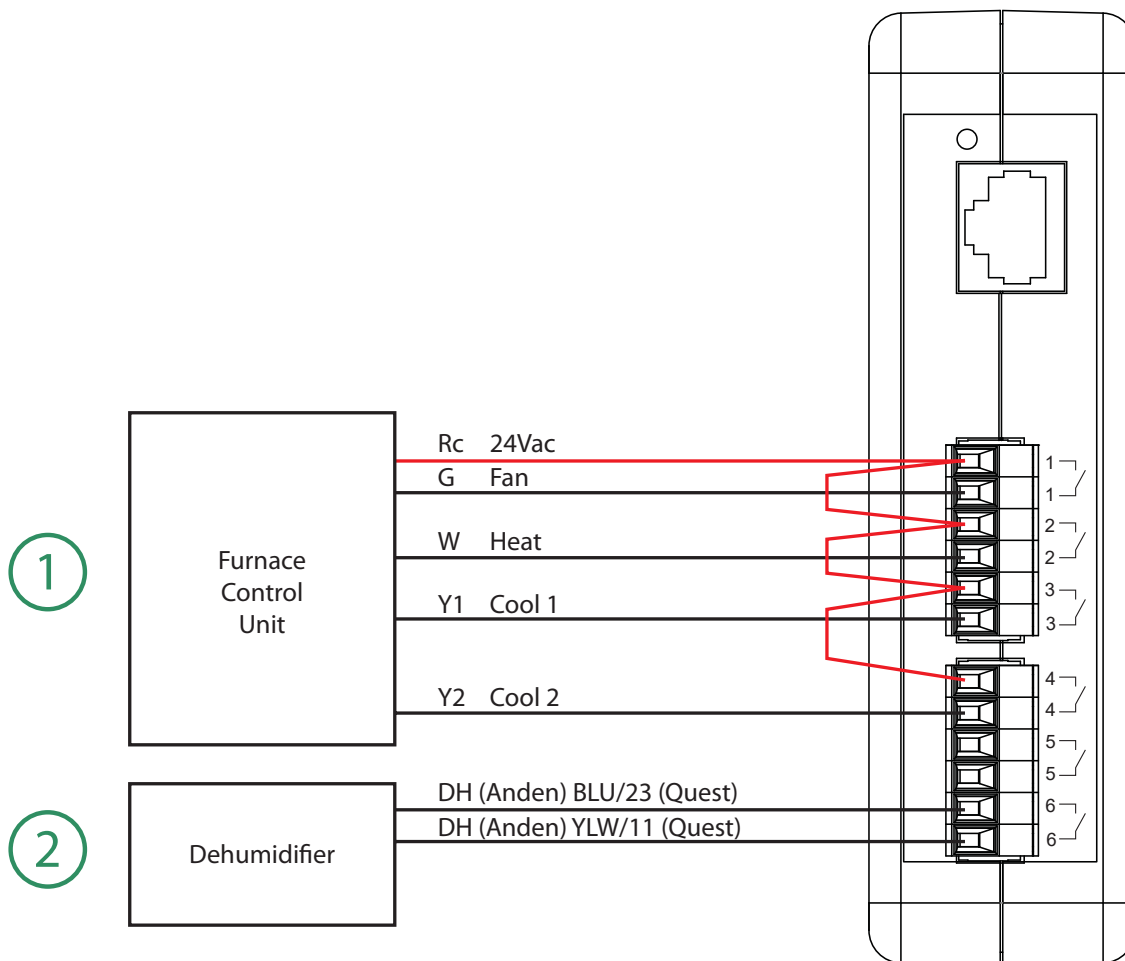 Rc 24Vac
G Fan
W Heat
Y1 Cool 1
Y2 Cool 2
1
Furnace
Control
Unit
DH (Anden) BLU/23 (Quest)
DH (Anden) YLW/11 (Quest)
2
Dehumidifier
1
1
2
2
3
3
4
4
5
5
6
6